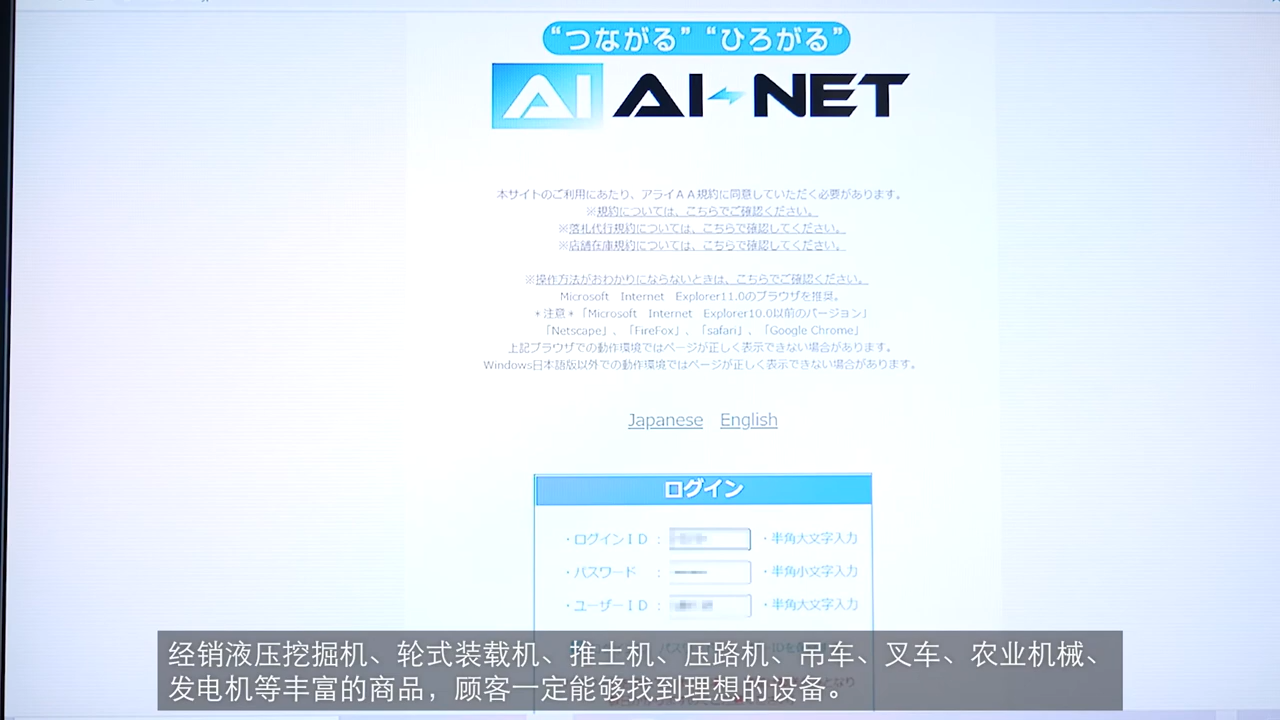 “つながる” “ひろがる”
AI AI-NET
本サイトのご利用にあたり、アライAA規約に同意していただく必要があります。
※規約については、こちらでご確認ください。
※落札代行規約については、こちらで確認してください。
※店舗在庫規約については、こちらで確認してください。
※操作方法がおわかりにならないときは、こちらでご確認ください。
Microsoft Internet Explorer11.0のブラウザを推奨。
＊注意＊「Microsoft Internet Explorer10.0以前のバージョン」
「Netscape」、「FireFox」、「safari」、「Google Chrome」
上記ブラウザでの動作環境ではページが正しく表示できない場合があります。
Windows日本語版以外での動作環境ではページが正しく表示できない場合があります。
Japanese English
ログイン
・ログインＩＤ： ・半角大文字入力
・パスワード： ・半角小文字入力
・ユーザーＩＤ： ・半角大文字入力
经销液压挖掘机、轮式装载机、推土机、压路机、吊车、叉车、农业机械、
发电机等丰富的商品，顾客一定能够找到理想的设备。